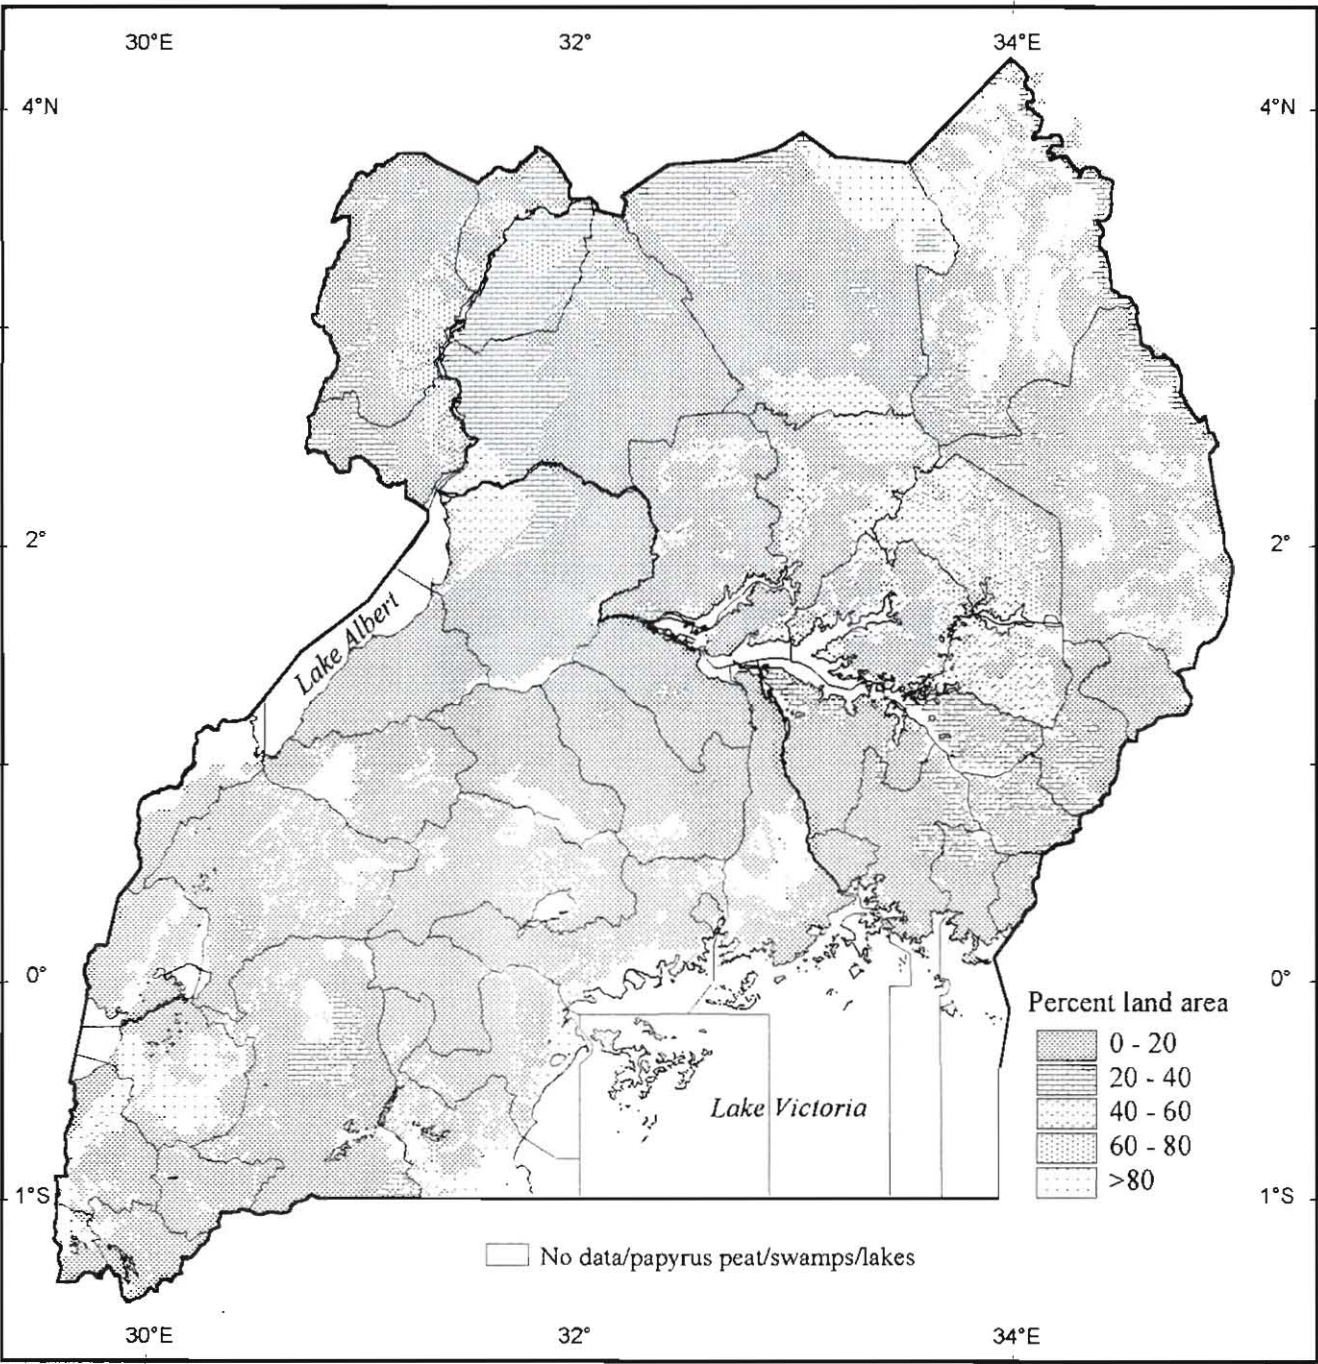 30°E 32° 34°E
4°N 4°N
2° 2°
Lake Albert
0° 0°
Percent land area
0 - 20
20 - 40
40 - 60
60 - 80
>80
Lake Victoria
1°S 1°S
No data/papyrus peat/swamps/lakes
30°E 32° 34°E